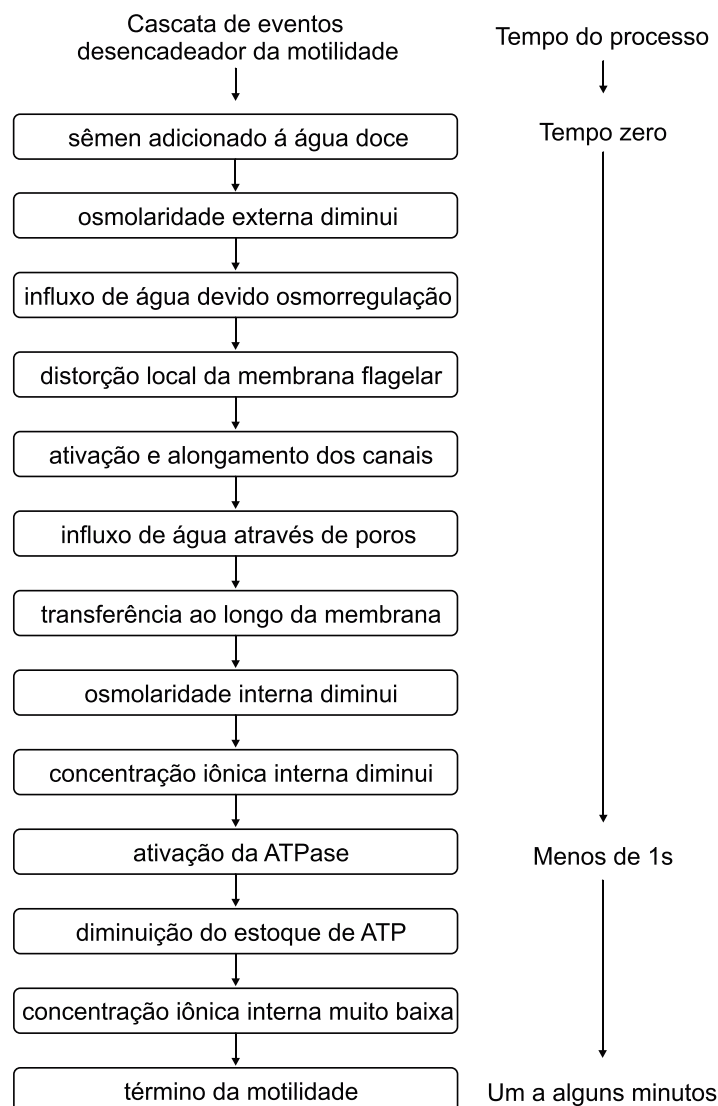 Cascata de eventos
desencadeador da motilidade
Tempo do processo
sêmen adicionado á água doce
Tempo zero
osmolaridade externa diminui
influxo de água devido osmorregulação
distorção local da membrana flagelar
ativação e alongamento dos canais
influxo de água através de poros
transferência ao longo da membrana
osmolaridade interna diminui
concentração iônica interna diminui
ativação da ATPase
Menos de 1s
diminuição do estoque de ATP
concentração iônica interna muito baixa
término da motilidade
Um a alguns minutos